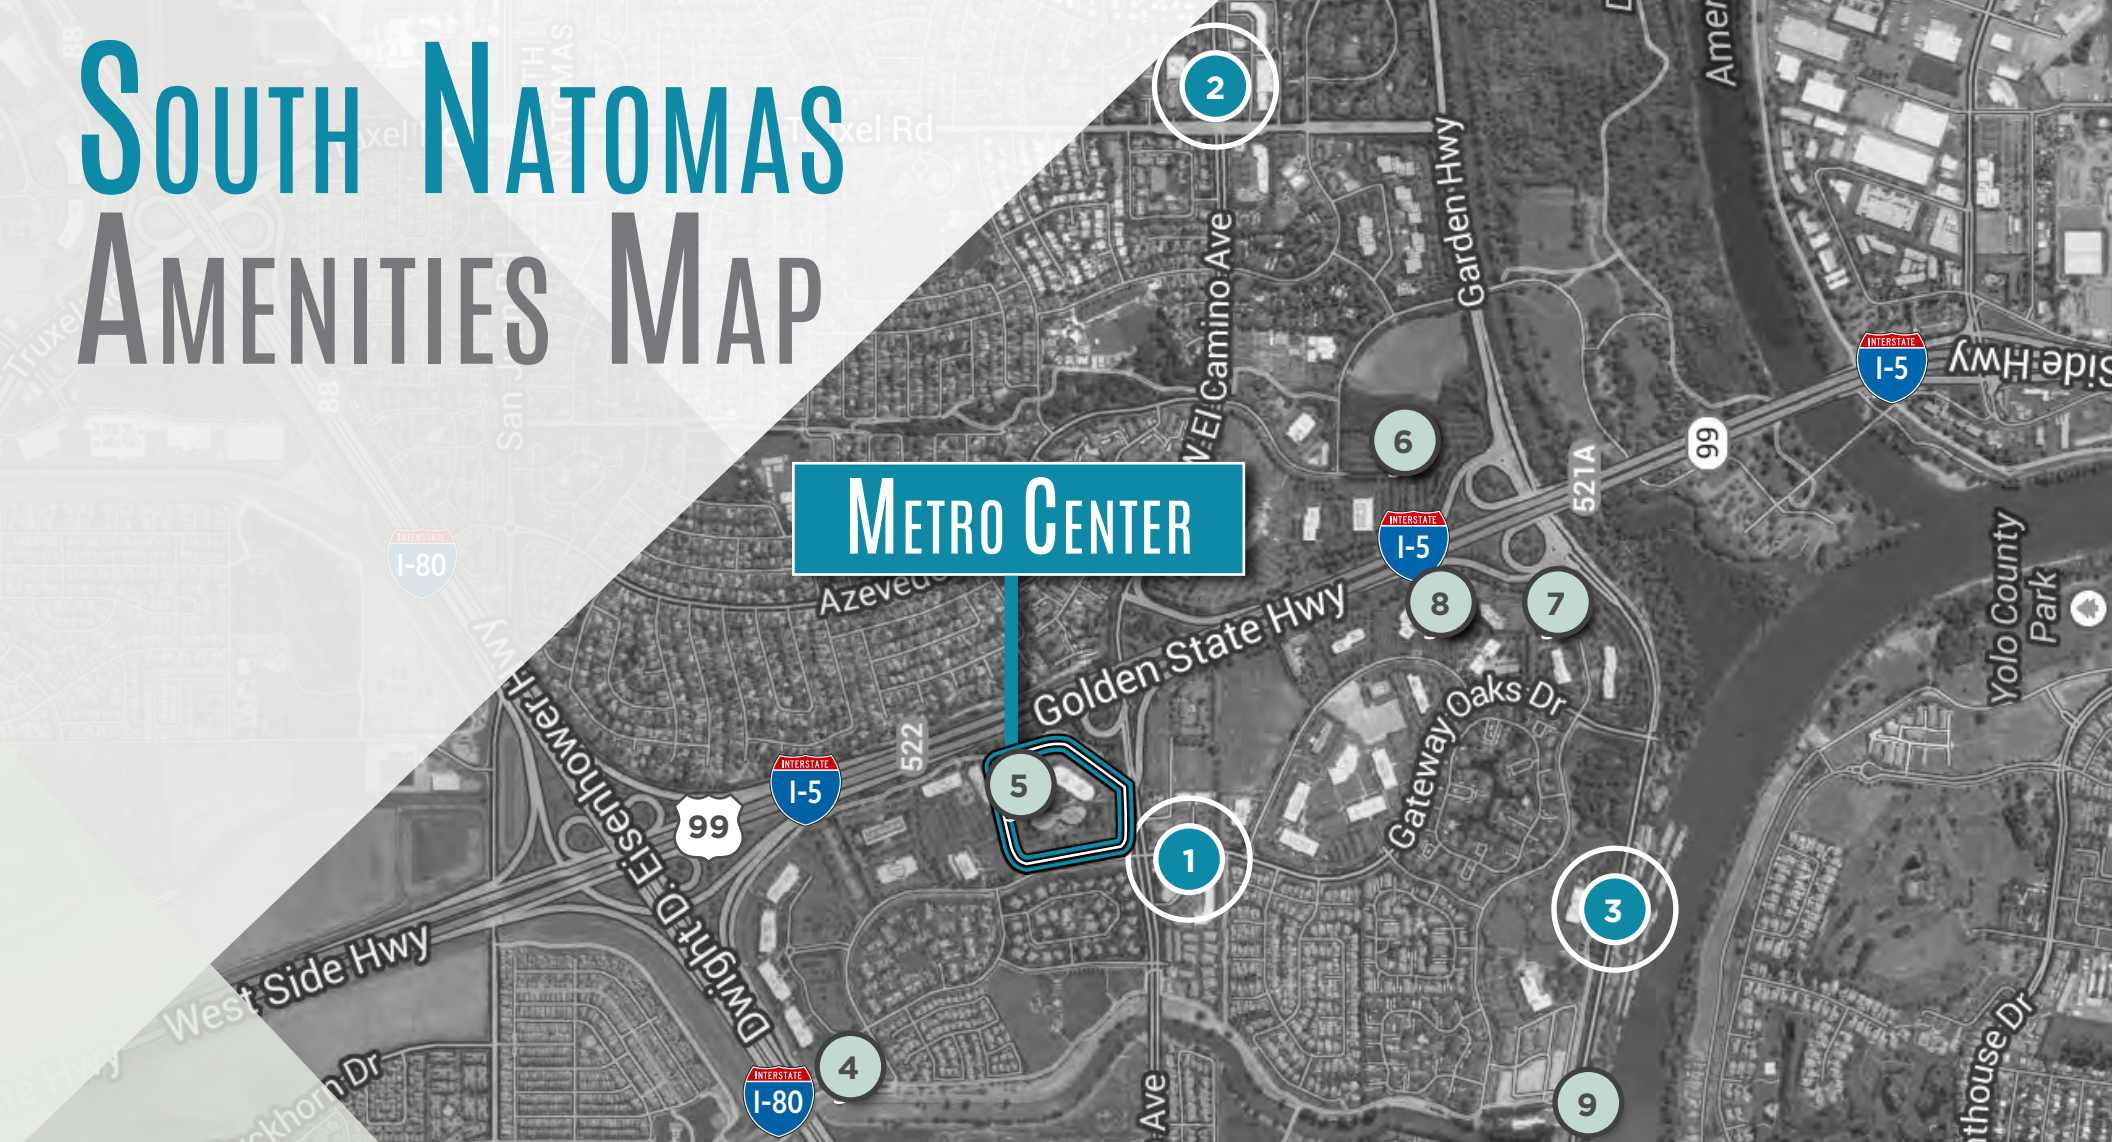 SOUTH NATOMAS
AMENITIES MAP
2
Truxel Rd
Garden Hwy
W El Camino Ave
INTERSTATE
I-5
Side Hwy
99
521A
6
METRO CENTER
INTERSTATE
I-5
8
7
Golden State Hwy
Gateway Oaks Dr
Yolo County
Park
INTERSTATE
I-80
88
522
5
INTERSTATE
I-5
99
1
3
Dwight D. Eisenhower Hwy
West Side Hwy
4
INTERSTATE
I-80
Ave
9